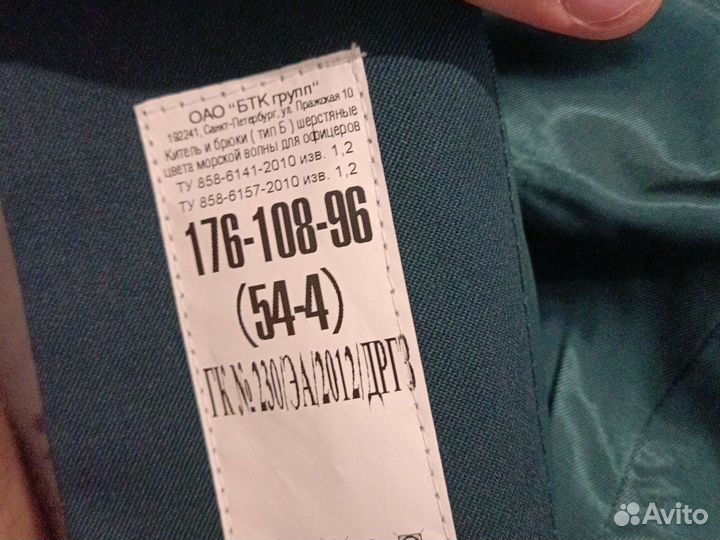 ОАО "БТК групп"
192241, Санкт-Петербург, ул. Пражская 10
Китель и брюки ( тип Б ) шерстяные
цвета морской волны для офицеров
ТУ 858-6141-2010 изв. 1,2
ТУ 858-6157-2010 изв. 1,2
176-108-96
(54-4)
ГК № 230/ЭА/2012/ДРГЗ
Avito